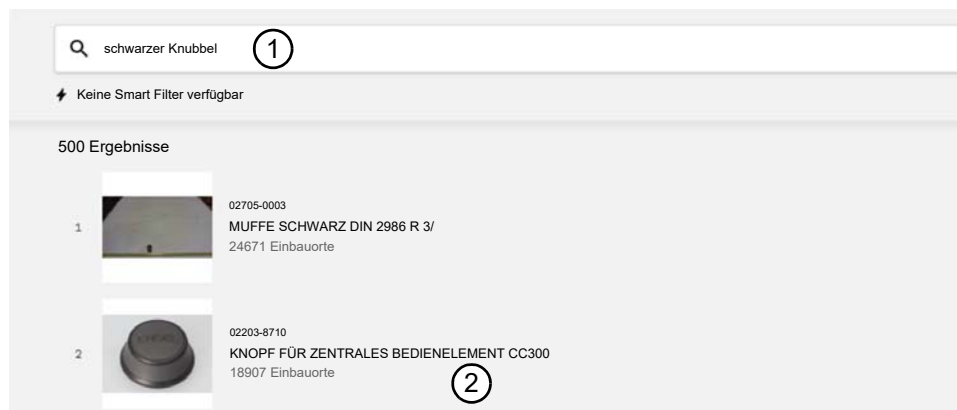 schwarzer Knubbel
1
Keine Smart Filter verfügbar
500 Ergebnisse
1
02705-0003
MUFFE SCHWARZ DIN 2986 R 3/
24671 Einbauorte
2
02203-8710
KNOPF FÜR ZENTRALES BEDIENELEMENT CC300
18907 Einbauorte
2